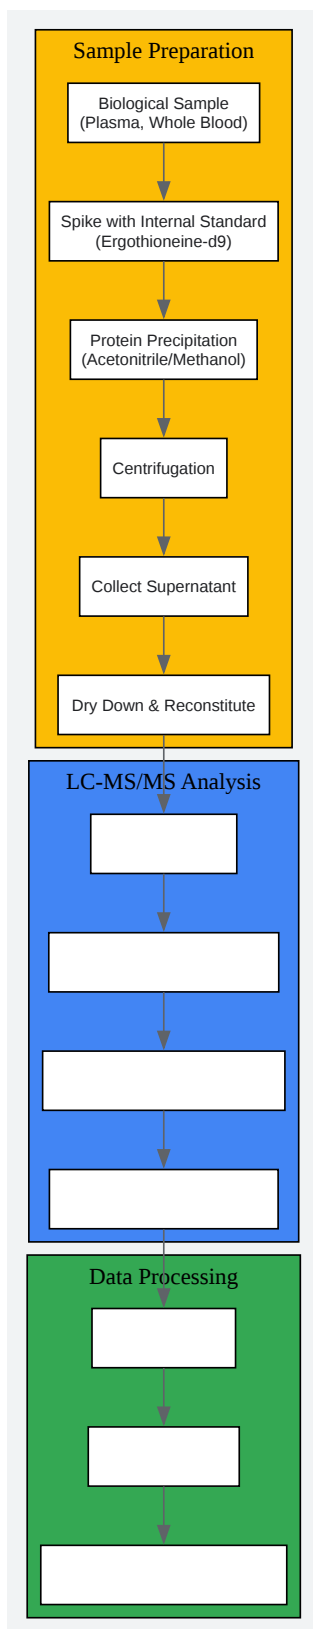 Sample Preparation
Biological Sample
(Plasma, Whole Blood)
Spike with Internal Standard
(Ergothioneine-d9)
Protein Precipitation
(Acetonitrile/Methanol)
Centrifugation
Collect Supernatant
Dry Down & Reconstitute
LC-MS/MS Analysis
Data Processing